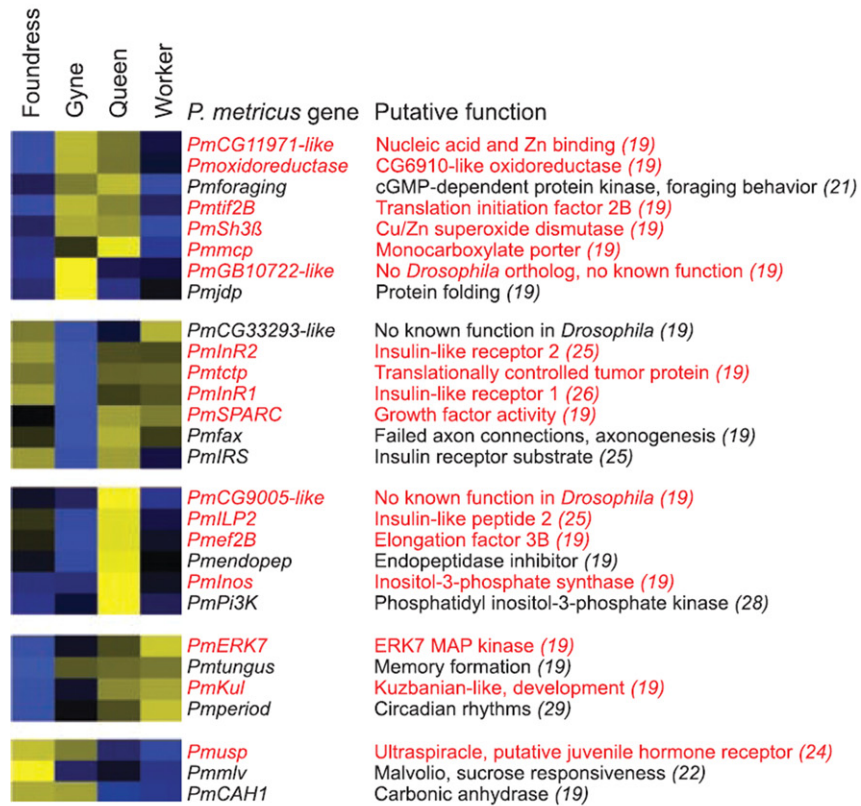 Foundress
Gyne
Queen
Worker
P. metricus gene Putative function
PmCG11971-like Nucleic acid and Zn binding (19)
Pmoxidoreductase CG6910-like oxidoreductase (19)
Pmforaging cGMP-dependent protein kinase, foraging behavior (21)
Pmtif2B Translation initiation factor 2B (19)
PmSh3ß Cu/Zn superoxide dismutase (19)
Pmmcp Monocarboxylate porter (19)
PmGB10722-like No Drosophila ortholog, no known function (19)
Pmjdp Protein folding (19)
PmCG33293-like No known function in Drosophila (19)
PmInR2 Insulin-like receptor 2 (25)
Pmtctp Translationally controlled tumor protein (19)
PmInR1 Insulin-like receptor 1 (26)
PmSPARC Growth factor activity (19)
Pmfax Failed axon connections, axonogenesis (19)
PmIRS Insulin receptor substrate (25)
PmCG9005-like No known function in Drosophila (19)
PmILP2 Insulin-like peptide 2 (25)
Pmef2B Elongation factor 3B (19)
Pmendopep Endopeptidase inhibitor (19)
PmInos Inositol-3-phosphate synthase (19)
PmPi3K Phosphatidyl inositol-3-phosphate kinase (28)
PmERK7 ERK7 MAP kinase (19)
Pmtungus Memory formation (19)
PmKul Kuzbanian-like, development (19)
Pmperiod Circadian rhythms (29)
Pmusp Ultraspiracle, putative juvenile hormone receptor (24)
Pmmlv Malvolio, sucrose responsiveness (22)
PmCAH1 Carbonic anhydrase (19)